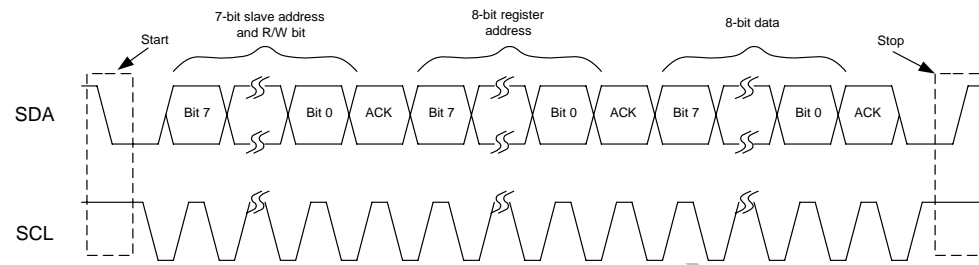 7-bit slave address
and R/W bit
8-bit register
address
8-bit data
Start
Stop
SDA
Bit 7
Bit 0
ACK
Bit 7
Bit 0
ACK
Bit 7
Bit 0
ACK
SCL